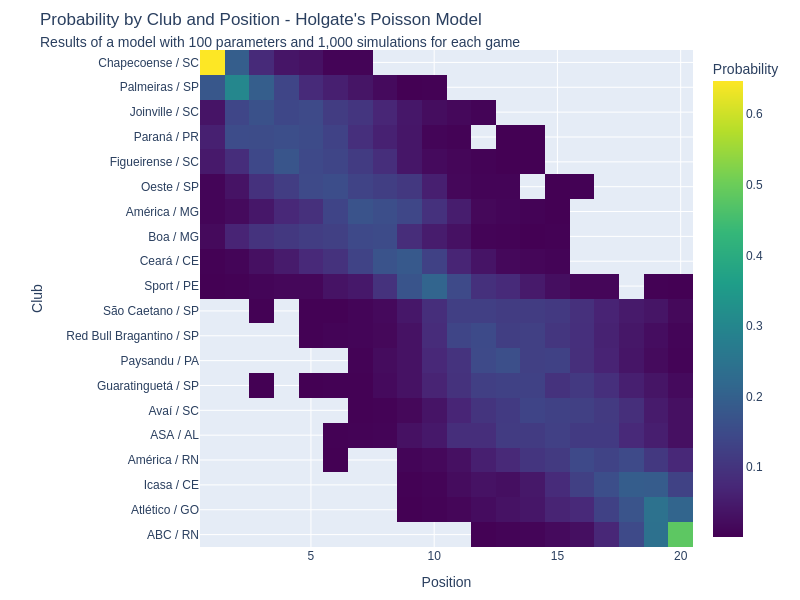 Probability by Club and Position - Holgate's Poisson Model
Results of a model with 100 parameters and 1,000 simulations for each game
Probability
Chapecoense / SC
Palmeiras / SP
Joinville / SC
Paraná / PR
Figueirense / SC
Oeste / SP
América / MG
Boa / MG
Ceará / CE
Sport / PE
São Caetano / SP
Red Bull Bragantino / SP
Paysandu / PA
Guaratinguetá / SP
Avaí / SC
ASA / AL
América / RN
Icasa / CE
Atlético / GO
ABC / RN
Club
5 10 15 20
Position
0.6
0.5
0.4
0.3
0.2
0.1